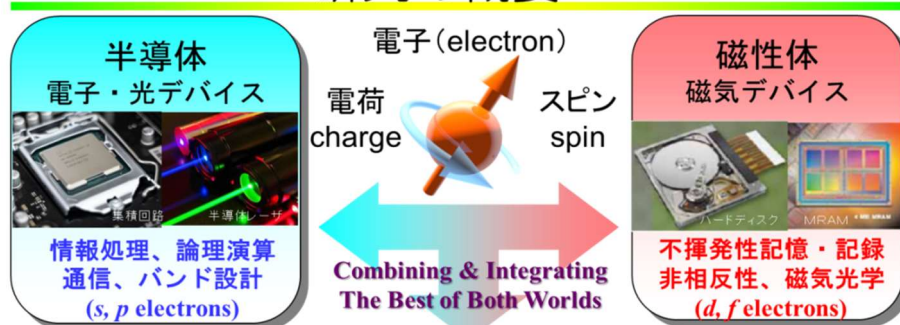 半導体
電子・光デバイス
集積回路
半導体レーザ
情報処理、論理演算
通信、バンド設計
(s, p electrons)
電子(electron)
電荷
charge
スピン
spin
Combining & Integrating
The Best of Both Worlds
磁性体
磁気デバイス
ハードディスク
MRAM
不揮発性記憶・記録
非相反性、磁気光学
(d, f electrons)